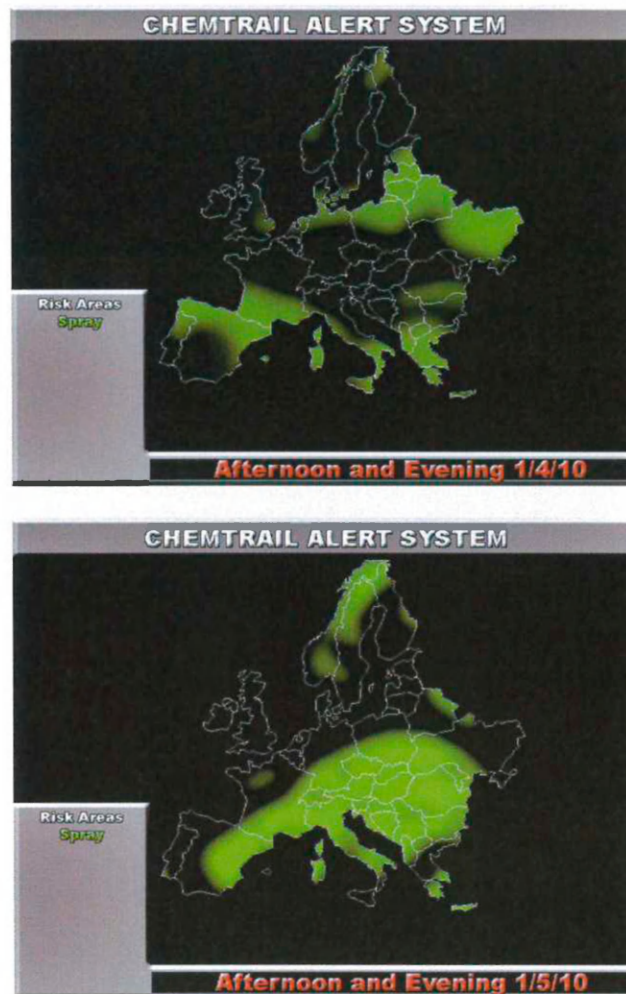 CHEMTRAIL ALERT SYSTEM
Risk Areas
Spray
Afternoon and Evening 1/4/10
CHEMTRAIL ALERT SYSTEM
Risk Areas
Spray
Afternoon and Evening 1/5/10